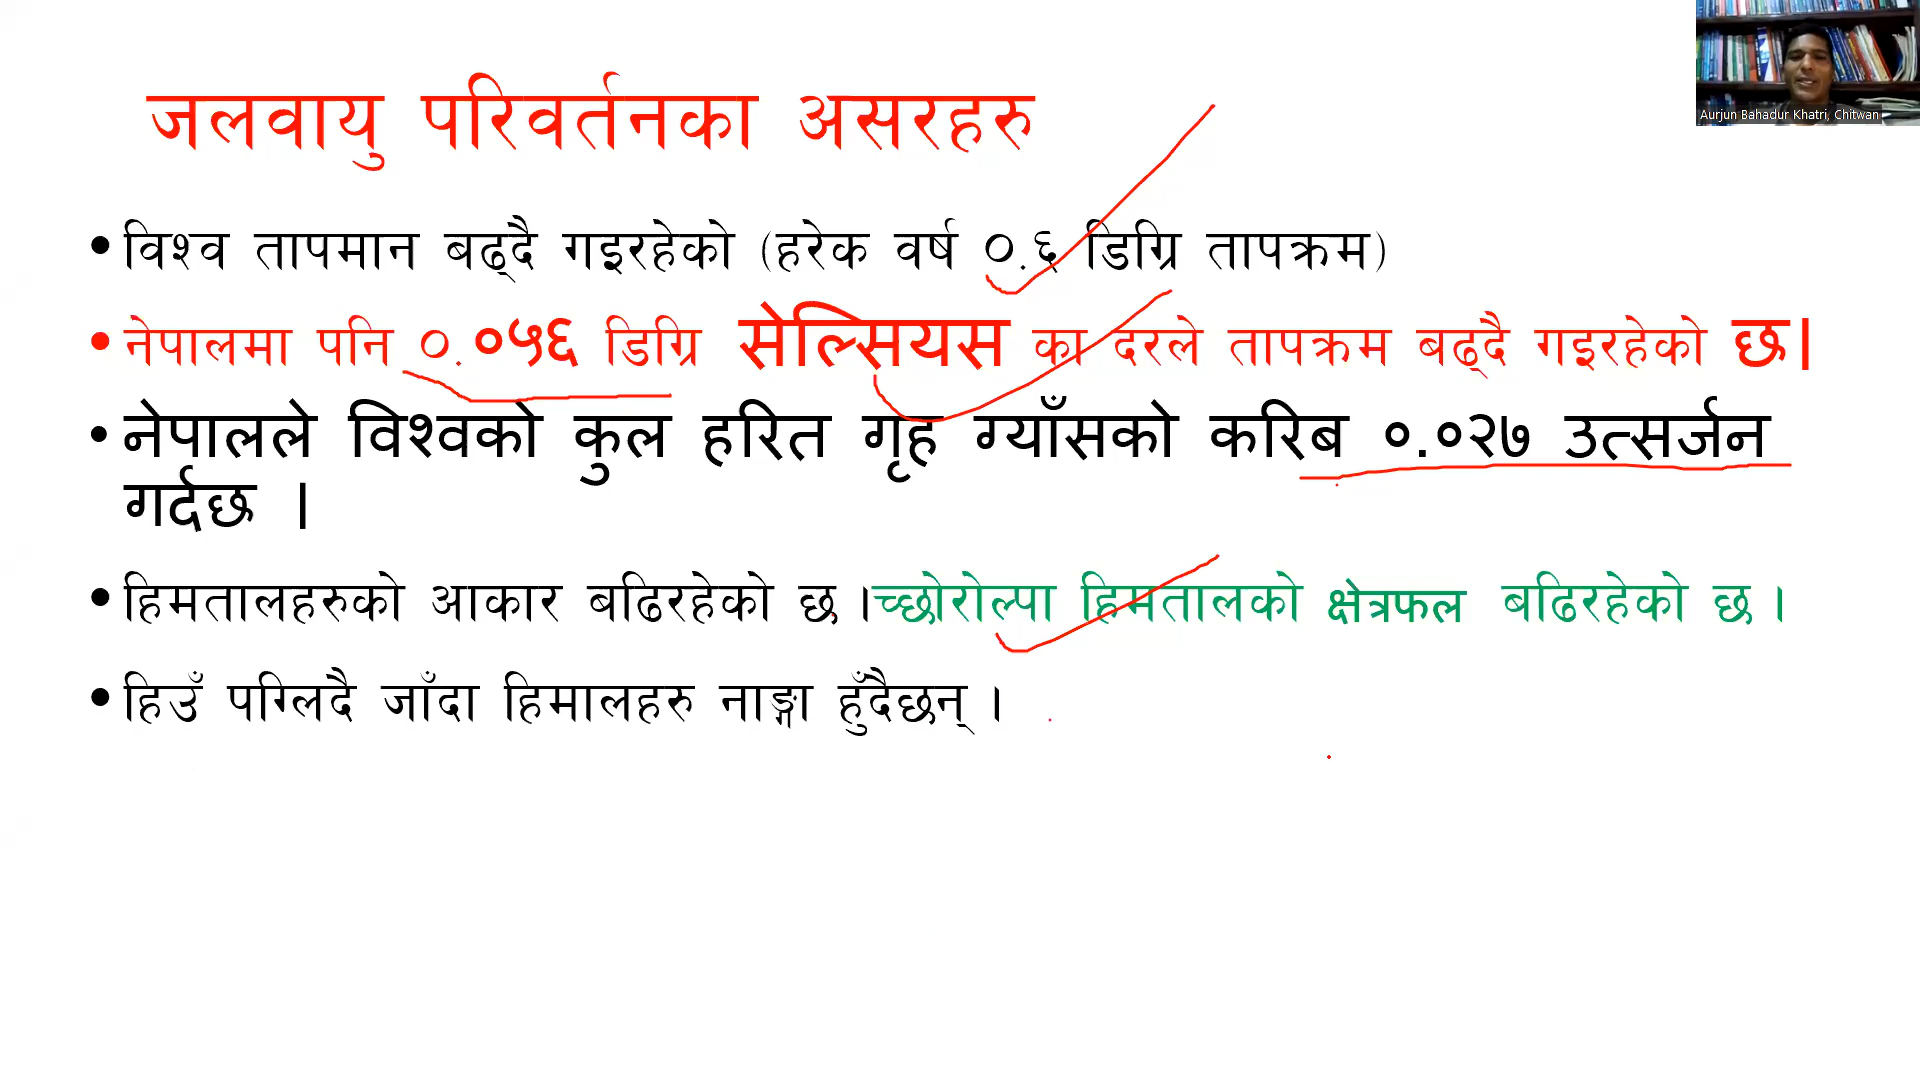 Aurjun Bahadur Khatri, Chitwan
जलवायु परिवर्तनका असरहरु
• विश्व तापमान बढ्दै गइरहेको (हरेक वर्ष ०.६ डिग्रि तापक्रम)
• नेपालमा पनि ०.०५६ डिग्रि सेल्सियस का दरले तापक्रम बढ्दै गइरहेको छ।
• नेपालले विश्वको कुल हरित गृह ग्याँसको करिब ०.०२७ उत्सर्जन
गर्दछ ।
• हिमतालहरुको आकार बढिरहेको छ ।च्छोरोल्पा हिमतालको क्षेत्रफल बढिरहेको छ ।
• हिउँ पग्लिदै जाँदा हिमालहरु नाङ्गा हुँदैछन् ।